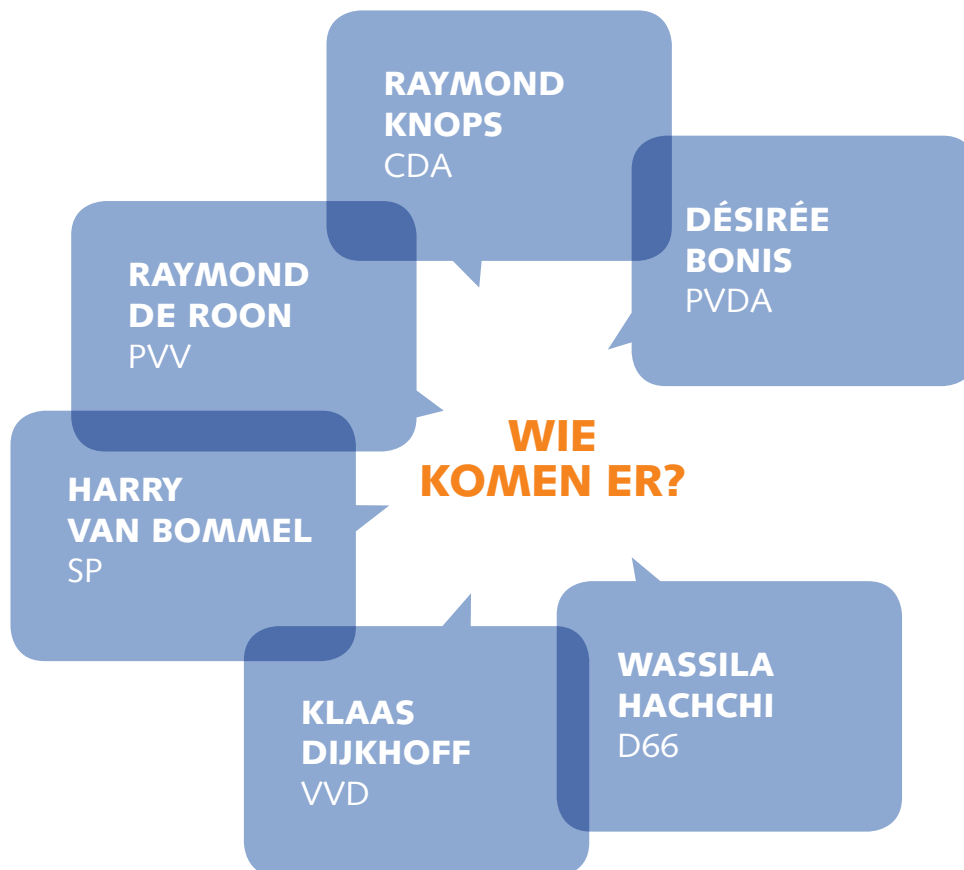 RAYMOND
KNOPS
CDA
DÉSIRÉE
BONIS
PVDA
RAYMOND
DE ROON
PVV
WIE
KOMEN ER?
HARRY
VAN BOMMEL
SP
WASSILA
HACHCHI
D66
KLAAS
DIJKHOFF
VVD